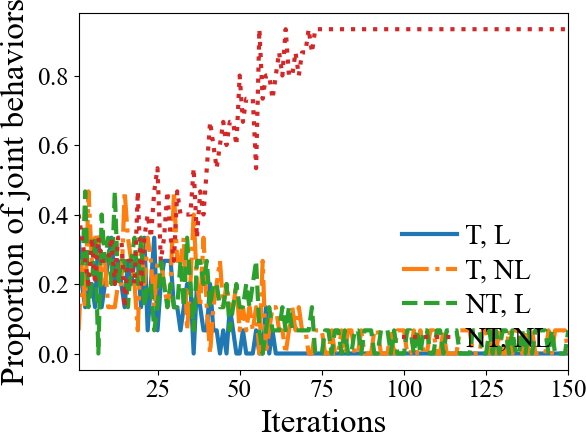 Proportion of joint behaviors
0.8
0.6
0.4
0.2
0.0
T, L
T, NL
NT, L
NT, NL
25 50 75 100 125 150
Iterations